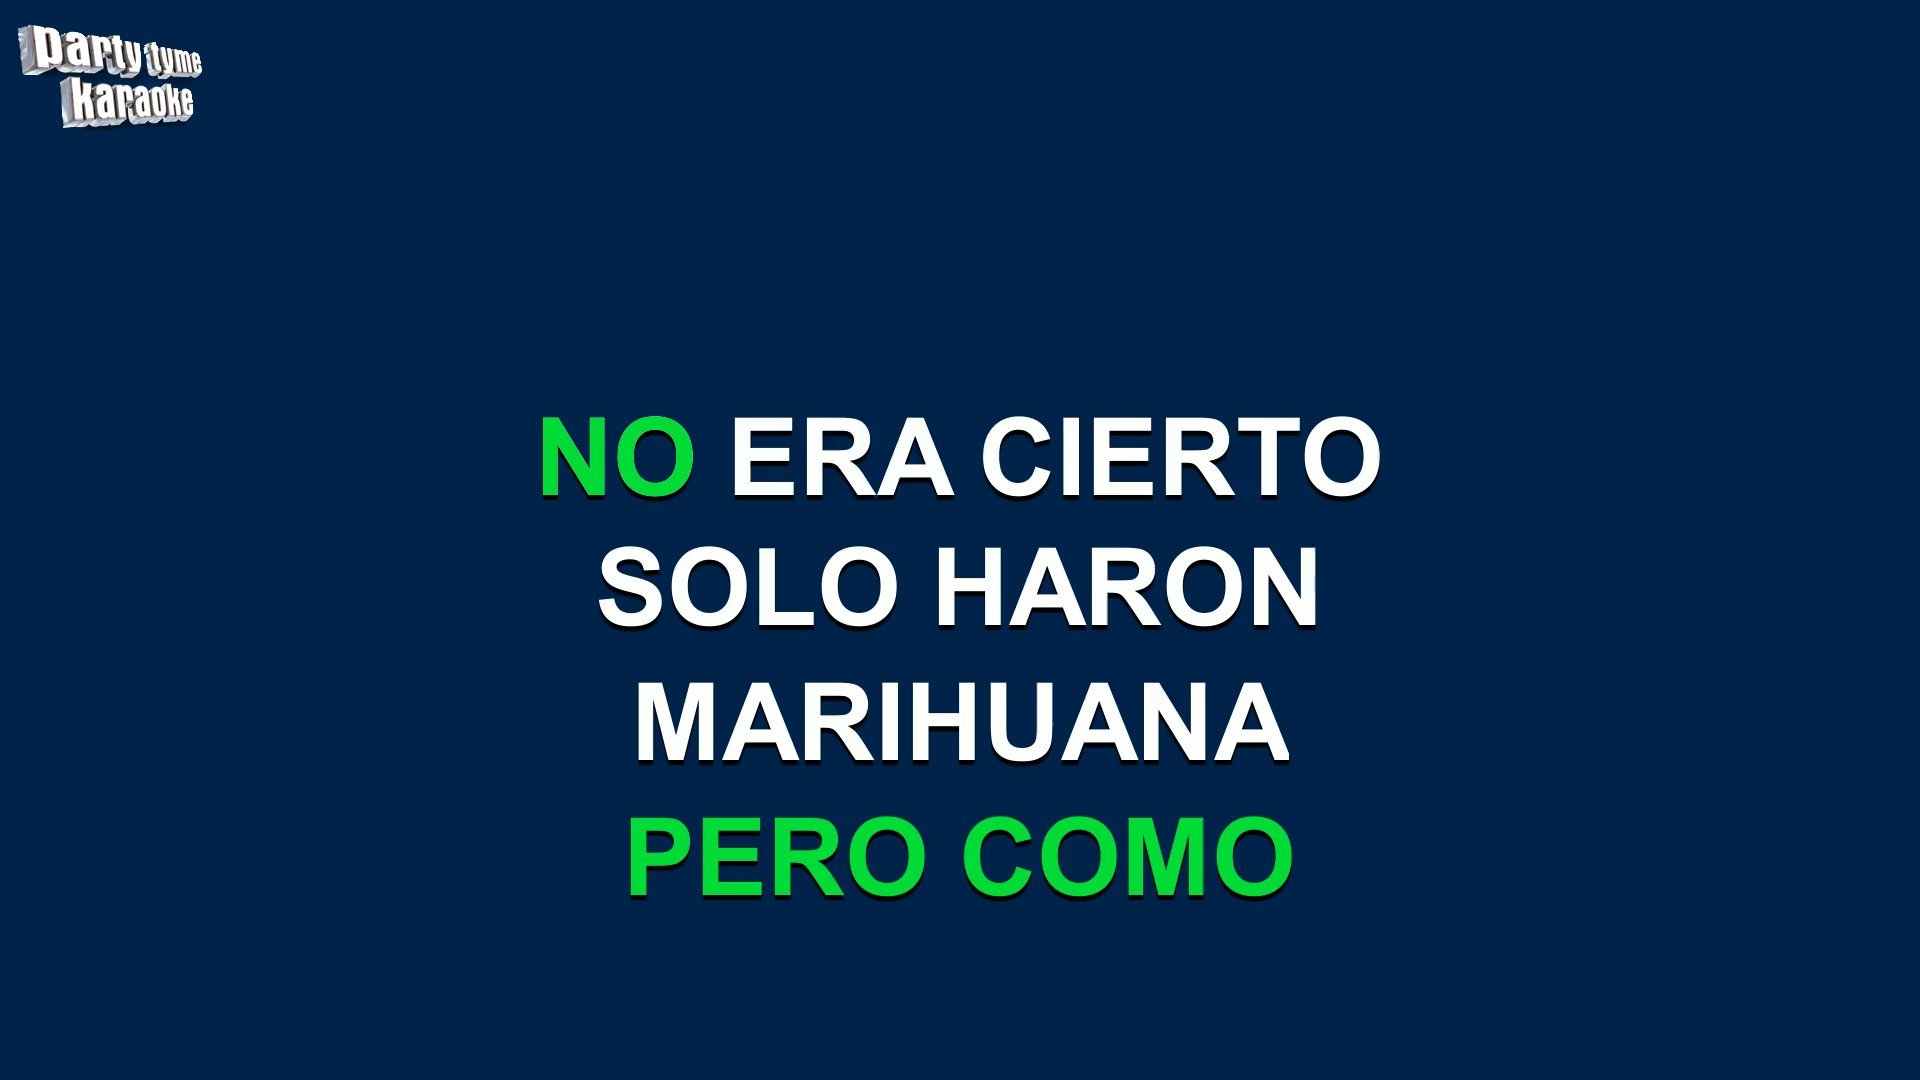 party tyme
karaoke
NO ERA CIERTO
SOLO HARON
MARIHUANA
PERO COMO